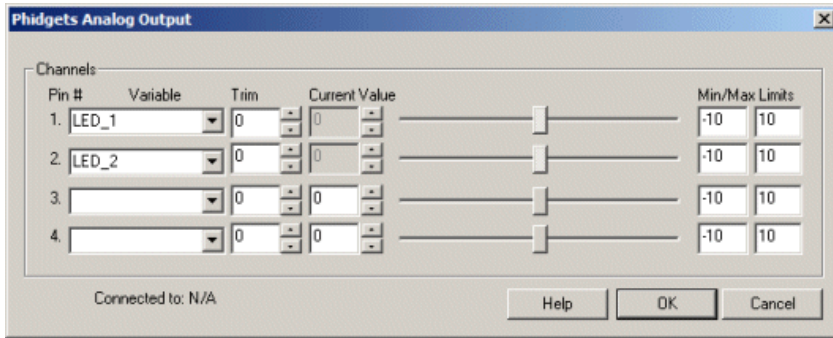 Phidgets Analog Output
Channels
Pin # Variable Trim Current Value Min/Max Limits
1. LED_1 0 0 -10 10
2. LED_2 0 0 -10 10
3. 0 0 -10 10
4. 0 0 -10 10
Connected to: N/A Help OK Cancel